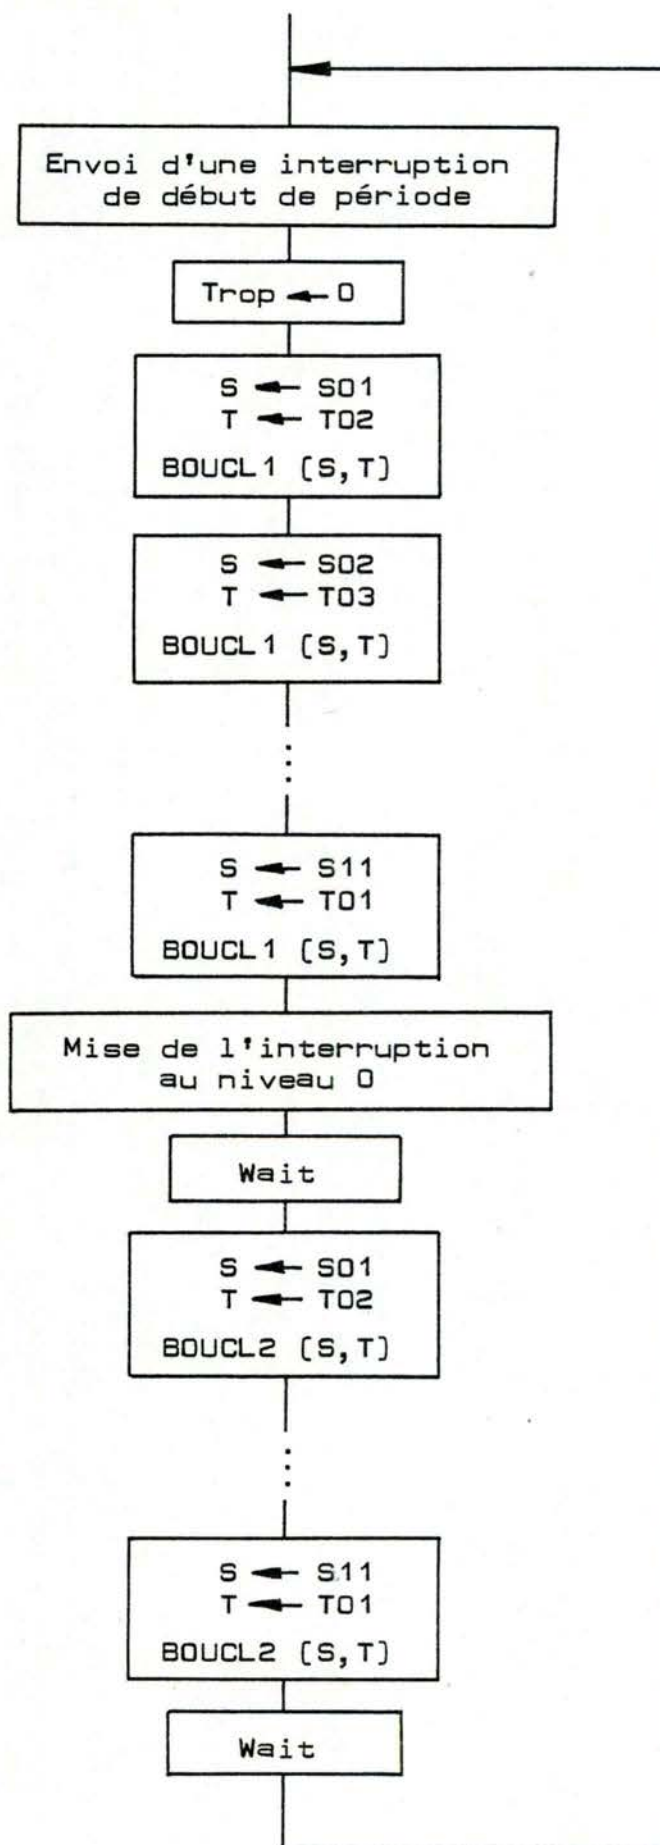 Envoi d'une interruption
de début de période
Trop ← 0
S ← S01
T ← T02
BOUCL1 (S,T)
S ← S02
T ← T03
BOUCL1 (S,T)
⋮
S ← S11
T ← T01
BOUCL1 (S,T)
Mise de l'interruption
au niveau 0
Wait
S ← S01
T ← T02
BOUCL2 (S,T)
⋮
S ← S11
T ← T01
BOUCL2 (S,T)
Wait